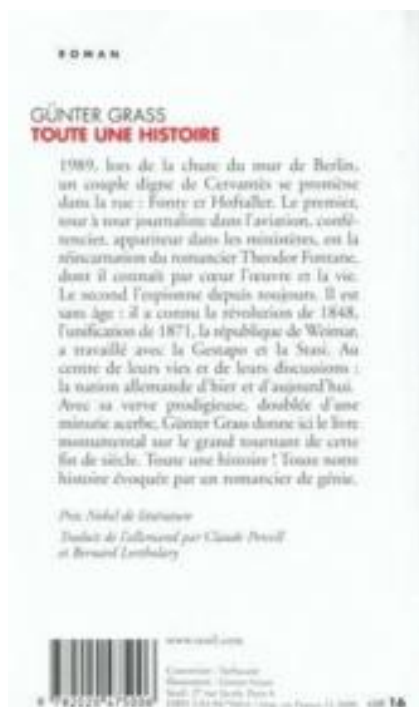 ROMAN
GÜNTER GRASS
TOUTE UNE HISTOIRE
1989, lors de la chute du mur de Berlin,
un couple digne de Cervantès se promène
dans la rue : Fonty et Hoftaller. Le premier,
tour à tour journaliste dans l'aviation, confé-
rencier, appariteur dans les ministères, est la
réincarnation du romancier Theodor Fontane,
dont il connaît par cœur l'œuvre et la vie.
Le second l'espionne depuis toujours. Il est
sans âge : il a connu la révolution de 1848,
l'unification de 1871, la république de Weimar,
a travaillé avec la Gestapo et la Stasi. Au
centre de leurs vies et de leurs discussions :
la nation allemande d'hier et d'aujourd'hui.
Avec sa verve prodigieuse, doublée d'une
minutie acerbe, Günter Grass donne ici le livre
monumental sur le grand tournant de cette
fin de siècle. Toute une histoire ! Toute notre
histoire évoquée par un romancier de génie.
Prix Nobel de littérature
Traduit de l'allemand par Claude Porcell
et Bernard Lortholary
www.seuil.com
9 782020 475006
16